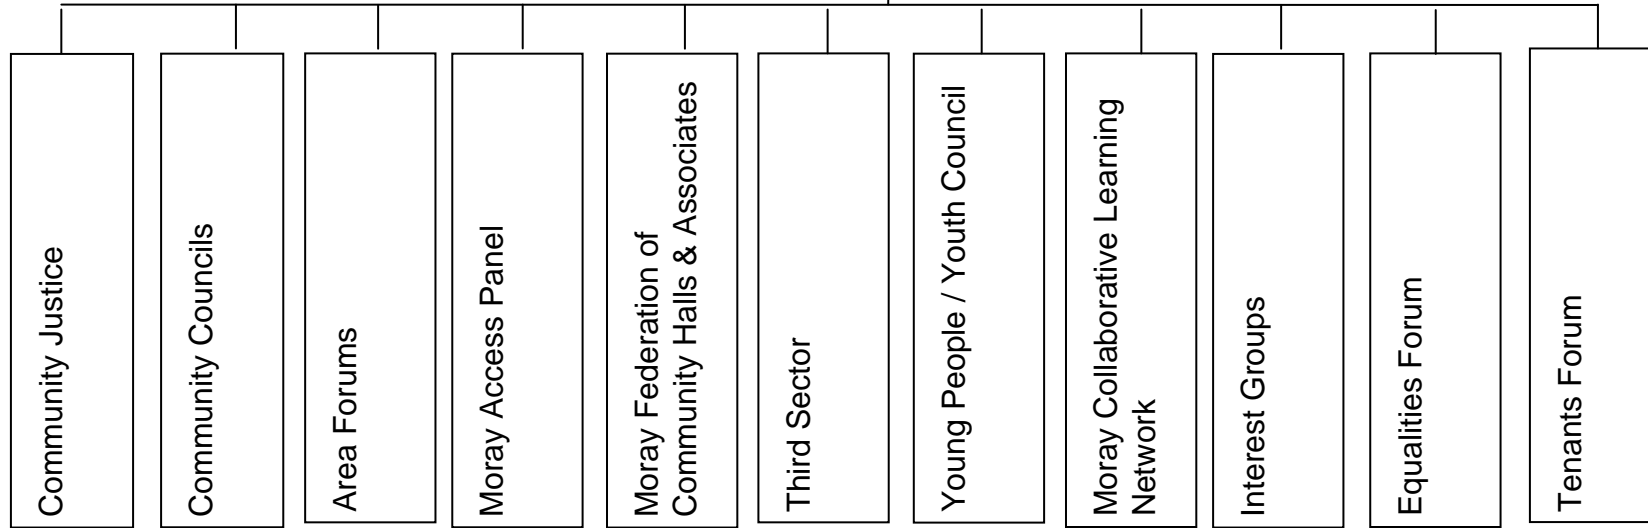 Community Justice
Community Councils
Area Forums
Moray Access Panel
Moray Federation of
Community Halls & Associates
Third Sector
Young People / Youth Council
Moray Collaborative Learning
Network
Interest Groups
Equalities Forum
Tenants Forum